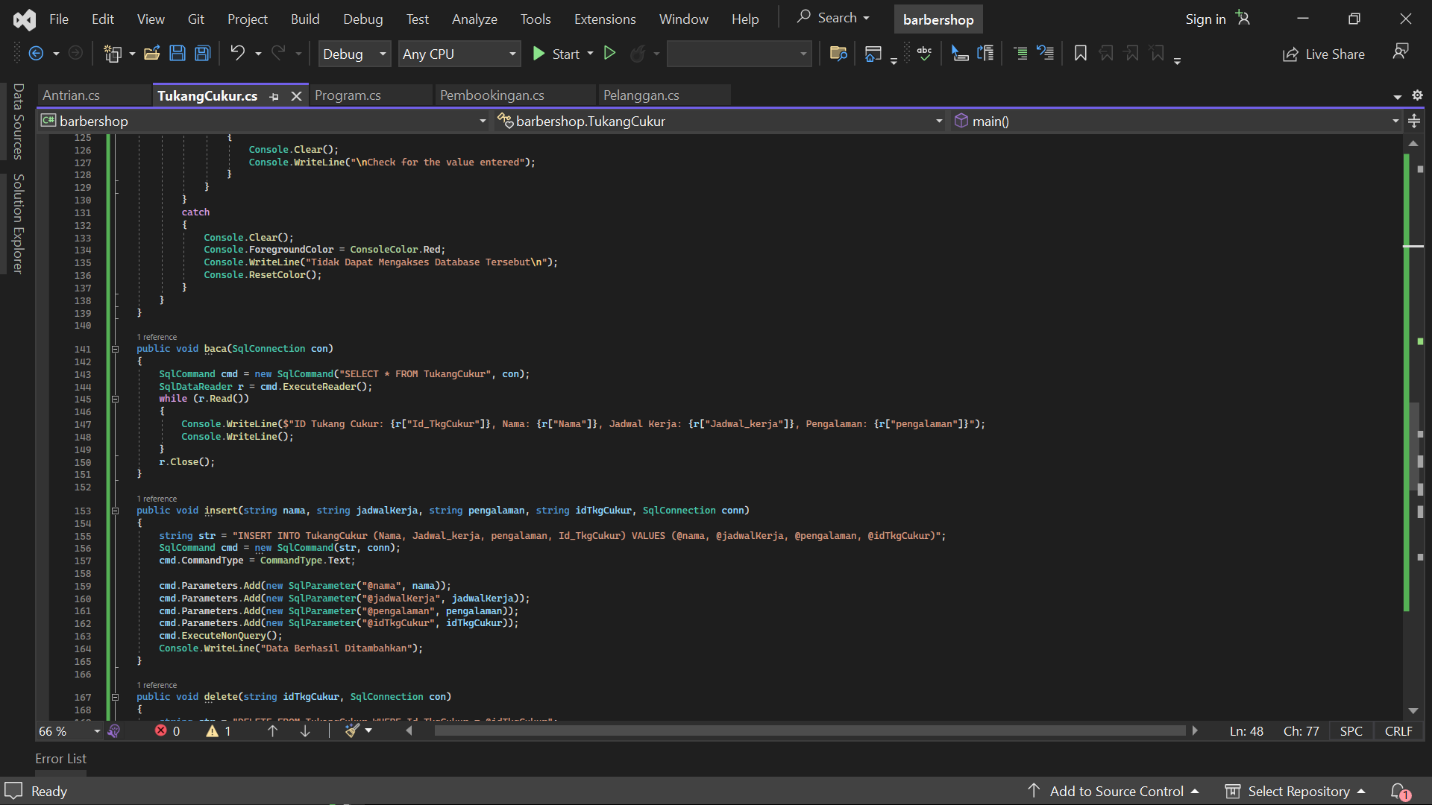 File Edit View Git Project Build Debug Test Analyze Tools Extensions Window Help Search barbershop Sign in
Debug Any CPU Start Live Share
Data Sources
Solution Explorer
Antrian.cs TukangCukur.cs Program.cs Pembookingan.cs Pelanggan.cs
C# barbershop barbershop.TukangCukur main()
125 {
126 Console.Clear();
127 Console.WriteLine("\nCheck for the value entered");
128 }
129 }
130 }
131 catch
132 {
133 Console.Clear();
134 Console.ForegroundColor = ConsoleColor.Red;
135 Console.WriteLine("Tidak Dapat Mengakses Database Tersebut\n");
136 Console.ResetColor();
137 }
138 }
139 }
140
1 reference
141 public void baca(SqlConnection con)
142 {
143 SqlCommand cmd = new SqlCommand("SELECT * FROM TukangCukur", con);
144 SqlDataReader r = cmd.ExecuteReader();
145 while (r.Read())
146 {
147 Console.WriteLine($"ID Tukang Cukur: {r["Id_TkgCukur"]}, Nama: {r["Nama"]}, Jadwal Kerja: {r["Jadwal_kerja"]}, Pengalaman: {r["pengalaman"]}");
148 Console.WriteLine();
149 }
150 r.Close();
151 }
152
1 reference
153 public void insert(string nama, string jadwalKerja, string pengalaman, string idTkgCukur, SqlConnection conn)
154 {
155 string str = "INSERT INTO TukangCukur (Nama, Jadwal_kerja, pengalaman, Id_TkgCukur) VALUES (@nama, @jadwalKerja, @pengalaman, @idTkgCukur)";
156 SqlCommand cmd = new SqlCommand(str, conn);
157 cmd.CommandType = CommandType.Text;
158
159 cmd.Parameters.Add(new SqlParameter("@nama", nama));
160 cmd.Parameters.Add(new SqlParameter("@jadwalKerja", jadwalKerja));
161 cmd.Parameters.Add(new SqlParameter("@pengalaman", pengalaman));
162 cmd.Parameters.Add(new SqlParameter("@idTkgCukur", idTkgCukur));
163 cmd.ExecuteNonQuery();
164 Console.WriteLine("Data Berhasil Ditambahkan");
165 }
166
1 reference
167 public void delete(string idTkgCukur, SqlConnection con)
168 {
169 string str = "DELETE FROM TukangCukur WHERE Id_TkgCukur = @idTkgCukur";
66 % 0 1 Ln: 48 Ch: 77 SPC CRLF
Error List
Ready Add to Source Control Select Repository 1